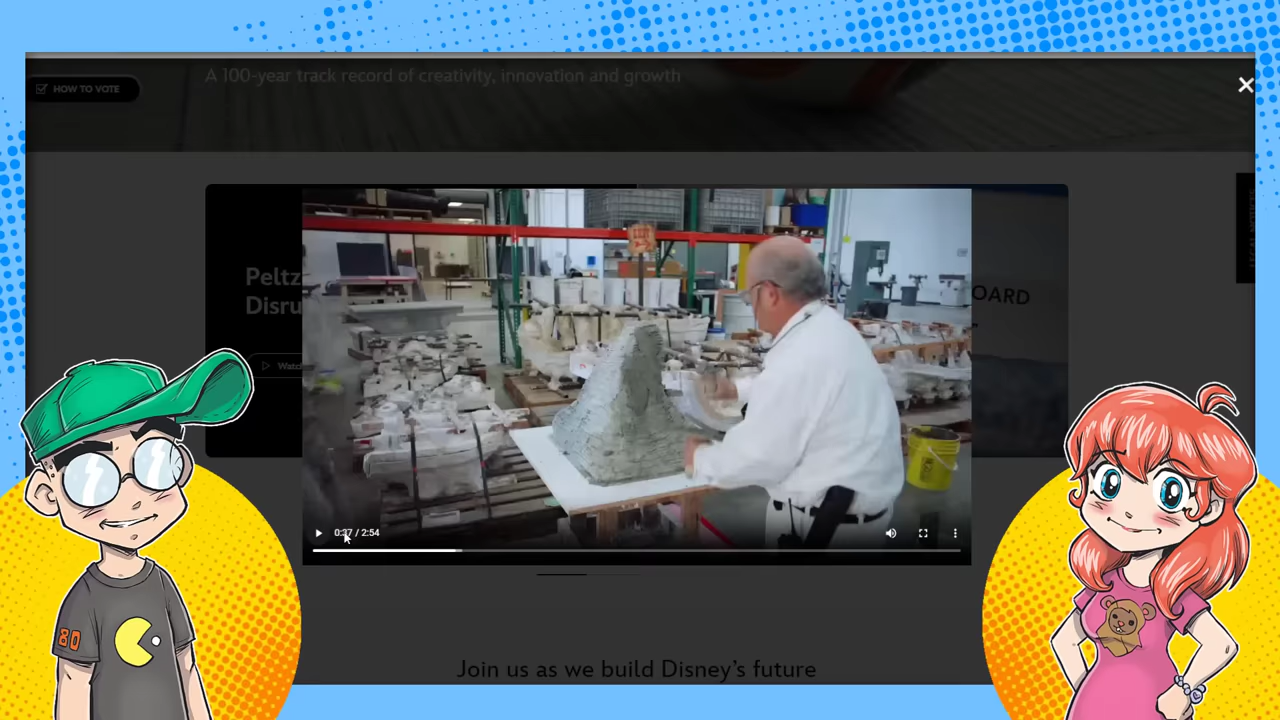 A 100-year track record of creativity, innovation and growth
HOW TO VOTE
Peltz
Disru
OARD
Watc
0:37 / 2:54
80
Join us as we build Disney's future